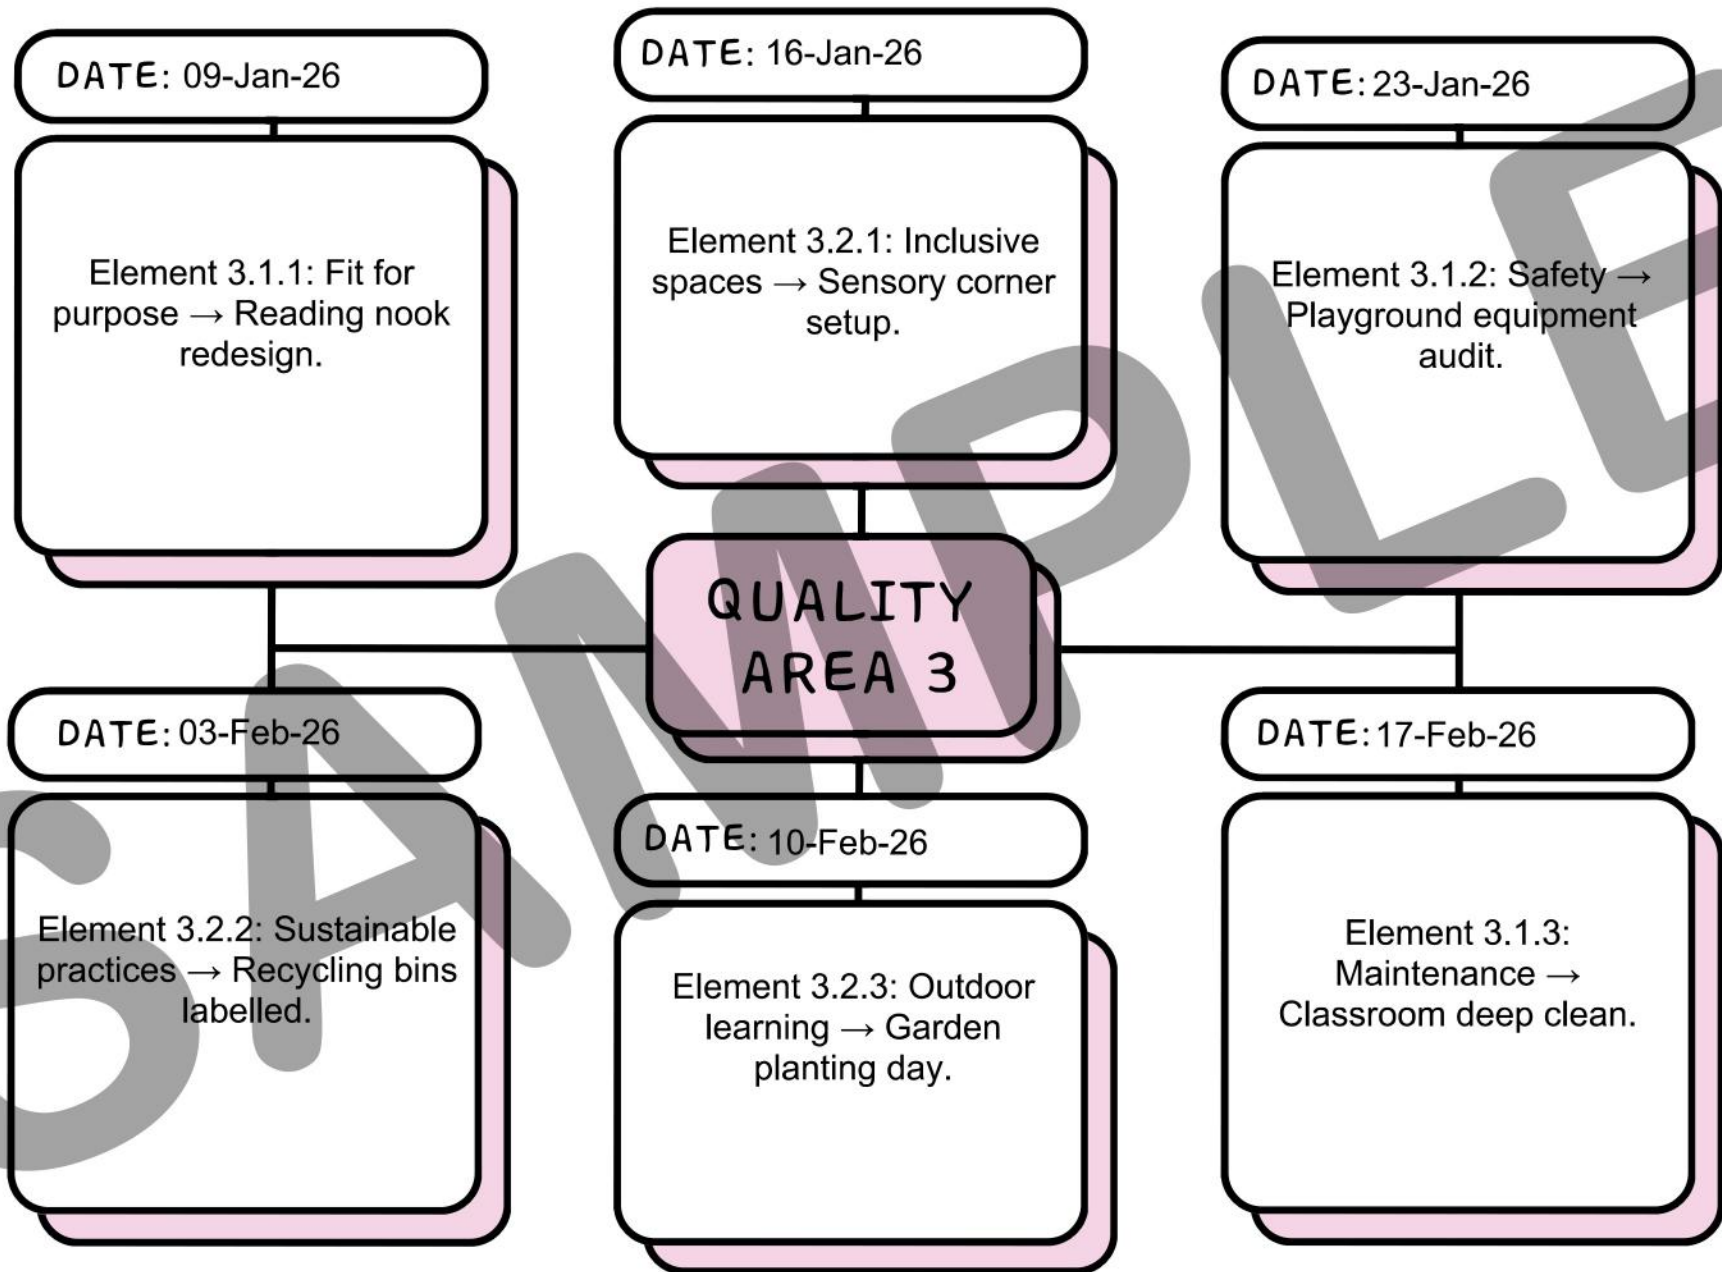 DATE: 09-Jan-26
Element 3.1.1: Fit for
purpose → Reading nook
redesign.
DATE: 16-Jan-26
Element 3.2.1: Inclusive
spaces → Sensory corner
setup.
DATE: 23-Jan-26
Element 3.1.2: Safety →
Playground equipment
audit.
QUALITY
AREA 3
DATE: 03-Feb-26
Element 3.2.2: Sustainable
practices → Recycling bins
labelled.
DATE: 10-Feb-26
Element 3.2.3: Outdoor
learning → Garden
planting day.
DATE: 17-Feb-26
Element 3.1.3:
Maintenance →
Classroom deep clean.
SAMPLE